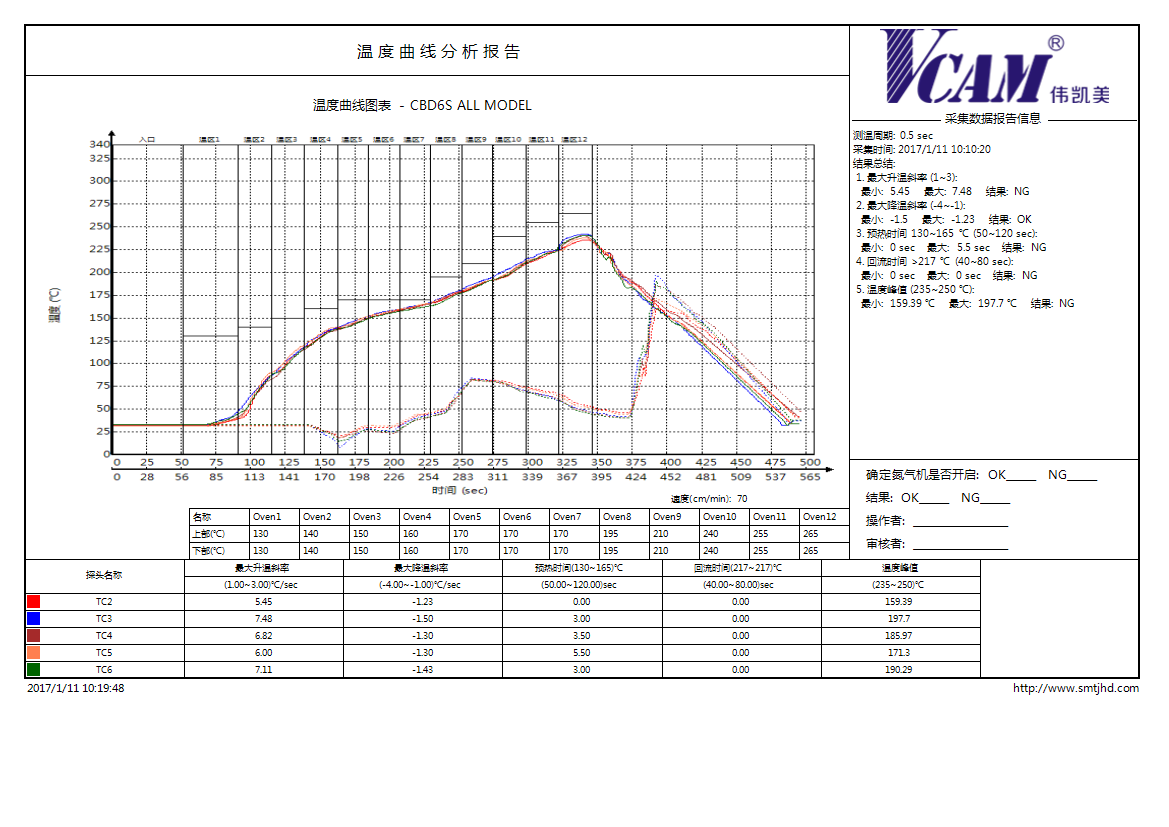 温度曲线分析报告
VCAM®
伟凯美
温度曲线图表 - CBD6S ALL MODEL
入口 温区1 温区2 温区3 温区4 温区5 温区6 温区7 温区8 温区9 温区10 温区11 温区12
340
325
300
275
250
225
200
175
150
125
100
75
50
25
0
温度 (℃)
0 25 50 75 100 125 150 175 200 225 250 275 300 325 350 375 400 425 450 475 500
0 28 56 85 113 141 170 198 226 254 283 311 339 367 395 424 452 481 509 537 565
时间 (sec)
速度(cm/min): 70
采集数据报告信息
测温周期: 0.5 sec
采集时间: 2017/1/11 10:10:20
结果总结:
1. 最大升温斜率 (1~3):
最小: 5.45 最大: 7.48 结果: NG
2. 最大降温斜率 (-4~-1):
最小: -1.5 最大: -1.23 结果: OK
3. 预热时间 130~165 ℃ (50~120 sec):
最小: 0 sec 最大: 5.5 sec 结果: NG
4. 回流时间 >217 ℃ (40~80 sec):
最小: 0 sec 最大: 0 sec 结果: NG
5. 温度峰值 (235~250 ℃):
最小: 159.39 ℃ 最大: 197.7 ℃ 结果: NG
确定氮气机是否开启: OK_____ NG_____
结果: OK_____ NG_____
操作者: ________________
审核者: ________________
名称 Oven1 Oven2 Oven3 Oven4 Oven5 Oven6 Oven7 Oven8 Oven9 Oven10 Oven11 Oven12
上部(℃) 130 140 150 160 170 170 170 195 210 240 255 265
下部(℃) 130 140 150 160 170 170 170 195 210 240 255 265
探头名称 最大升温斜率 最大降温斜率 预热时间(130~165)℃ 回流时间(217~217)℃ 温度峰值
(1.00~3.00)℃/sec (-4.00~-1.00)℃/sec (50.00~120.00)sec (40.00~80.00)sec (235~250)℃
TC2 5.45 -1.23 0.00 0.00 159.39
TC3 7.48 -1.50 3.00 0.00 197.7
TC4 6.82 -1.30 3.50 0.00 185.97
TC5 6.00 -1.30 5.50 0.00 171.3
TC6 7.11 -1.43 3.00 0.00 190.29
2017/1/11 10:19:48
http://www.smtjhd.com